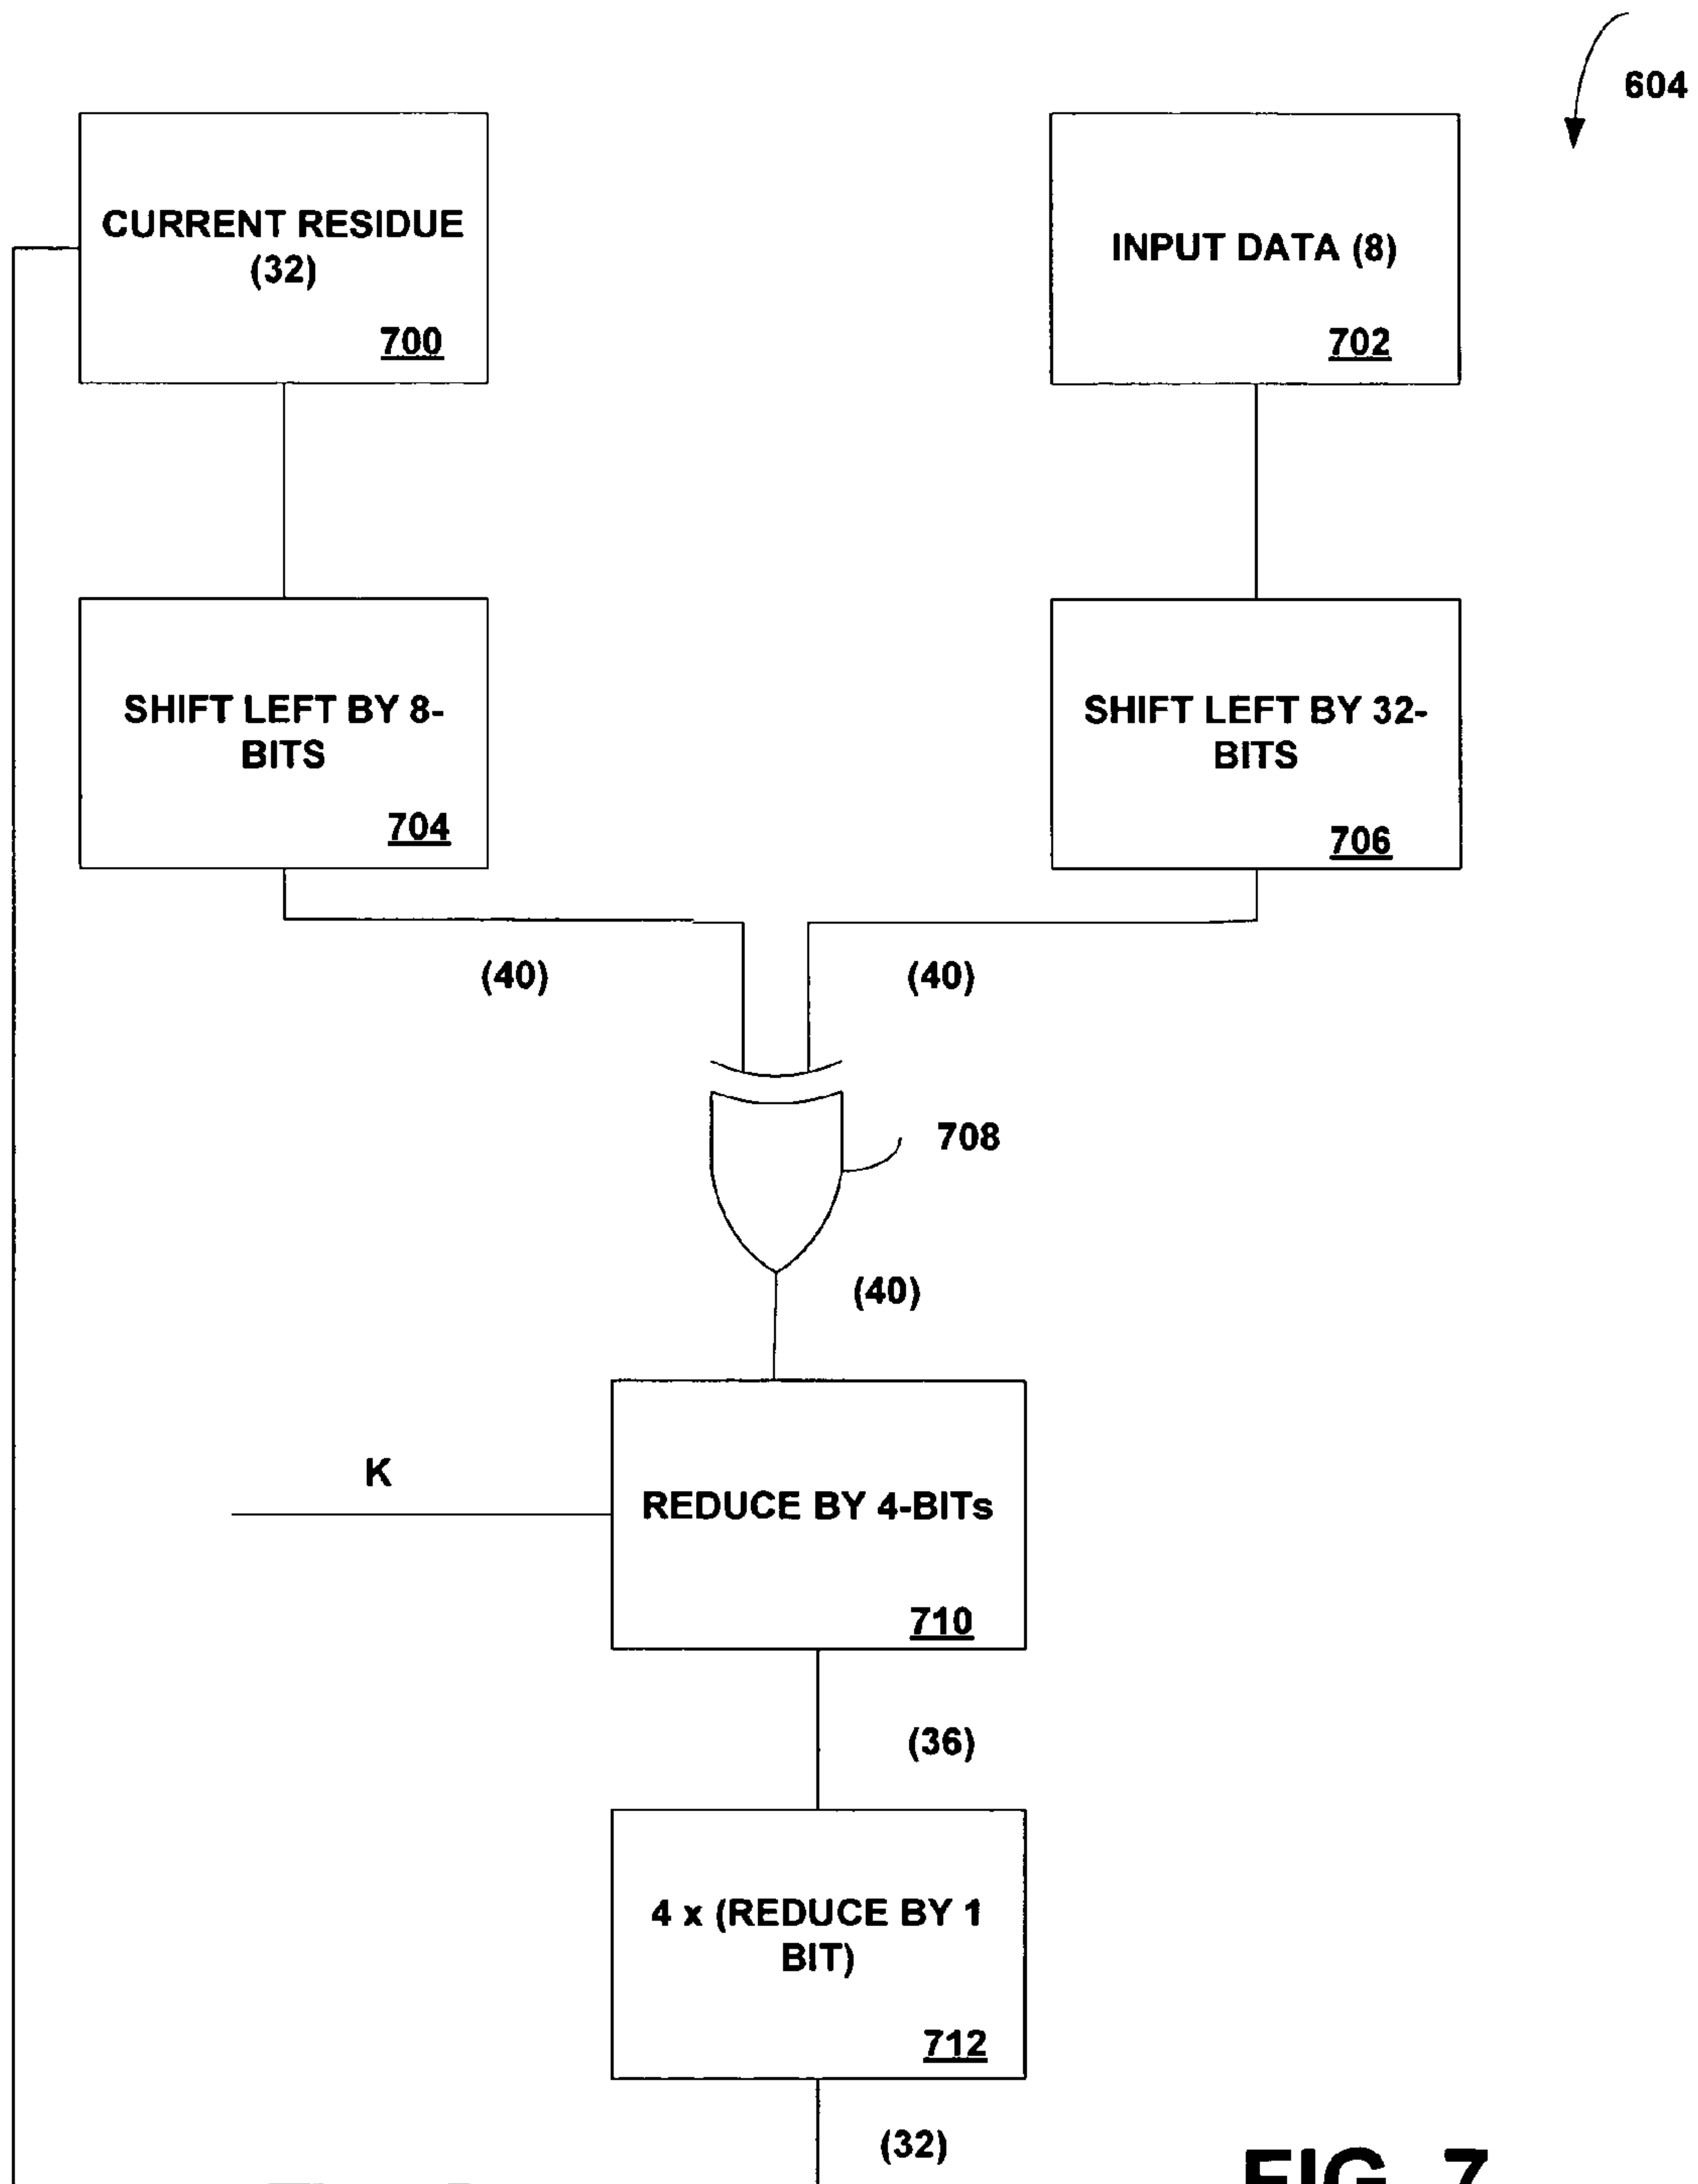 604
CURRENT RESIDUE
(32)
700
INPUT DATA (8)
702
SHIFT LEFT BY 8-
BITS
704
SHIFT LEFT BY 32-
BITS
706
(40)
(40)
708
(40)
K
REDUCE BY 4-BITs
710
(36)
4 x (REDUCE BY 1
BIT)
712
(32)
FIG. 7